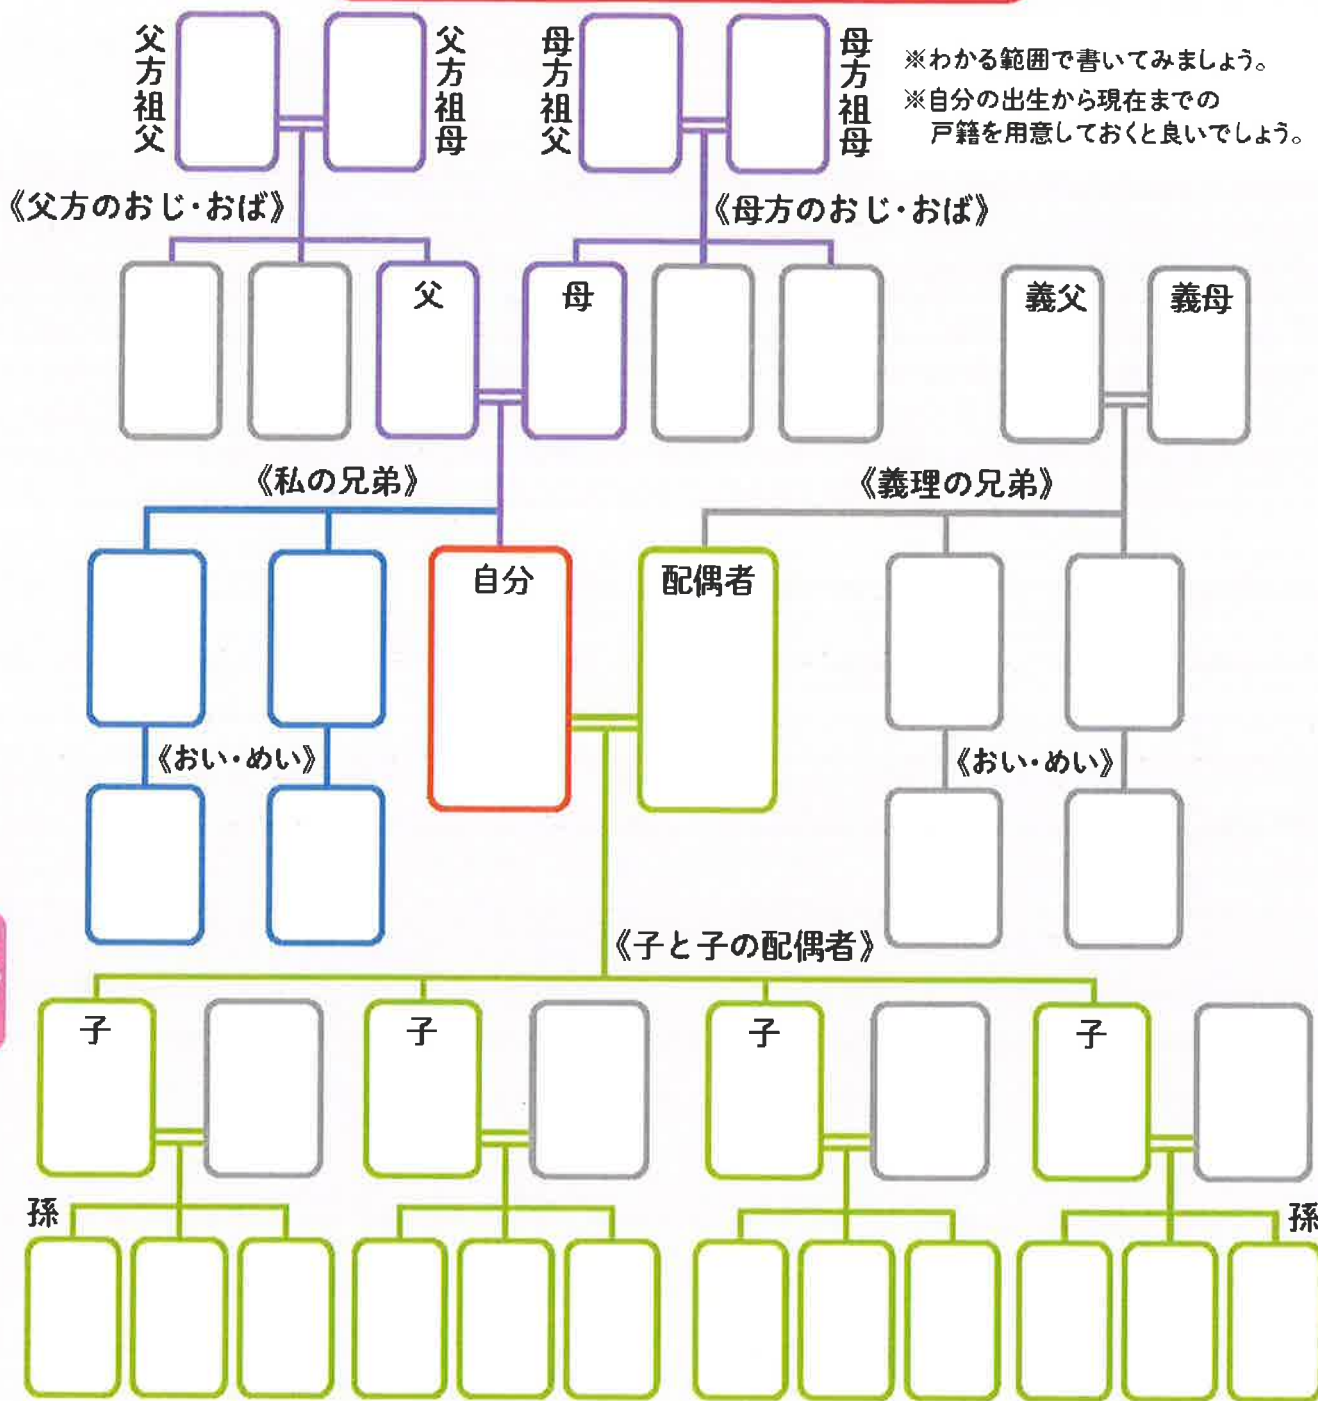 父方祖父
父方祖母
母方祖父
母方祖母
※わかる範囲で書いてみましょう。
※自分の出生から現在までの
戸籍を用意しておくと良いでしょう。
《父方のおじ・おば》
《母方のおじ・おば》
父
母
義父
義母
《私の兄弟》
《義理の兄弟》
自分
配偶者
《おい・めい》
《おい・めい》
《子と子の配偶者》
子
子
子
子
孫
孫